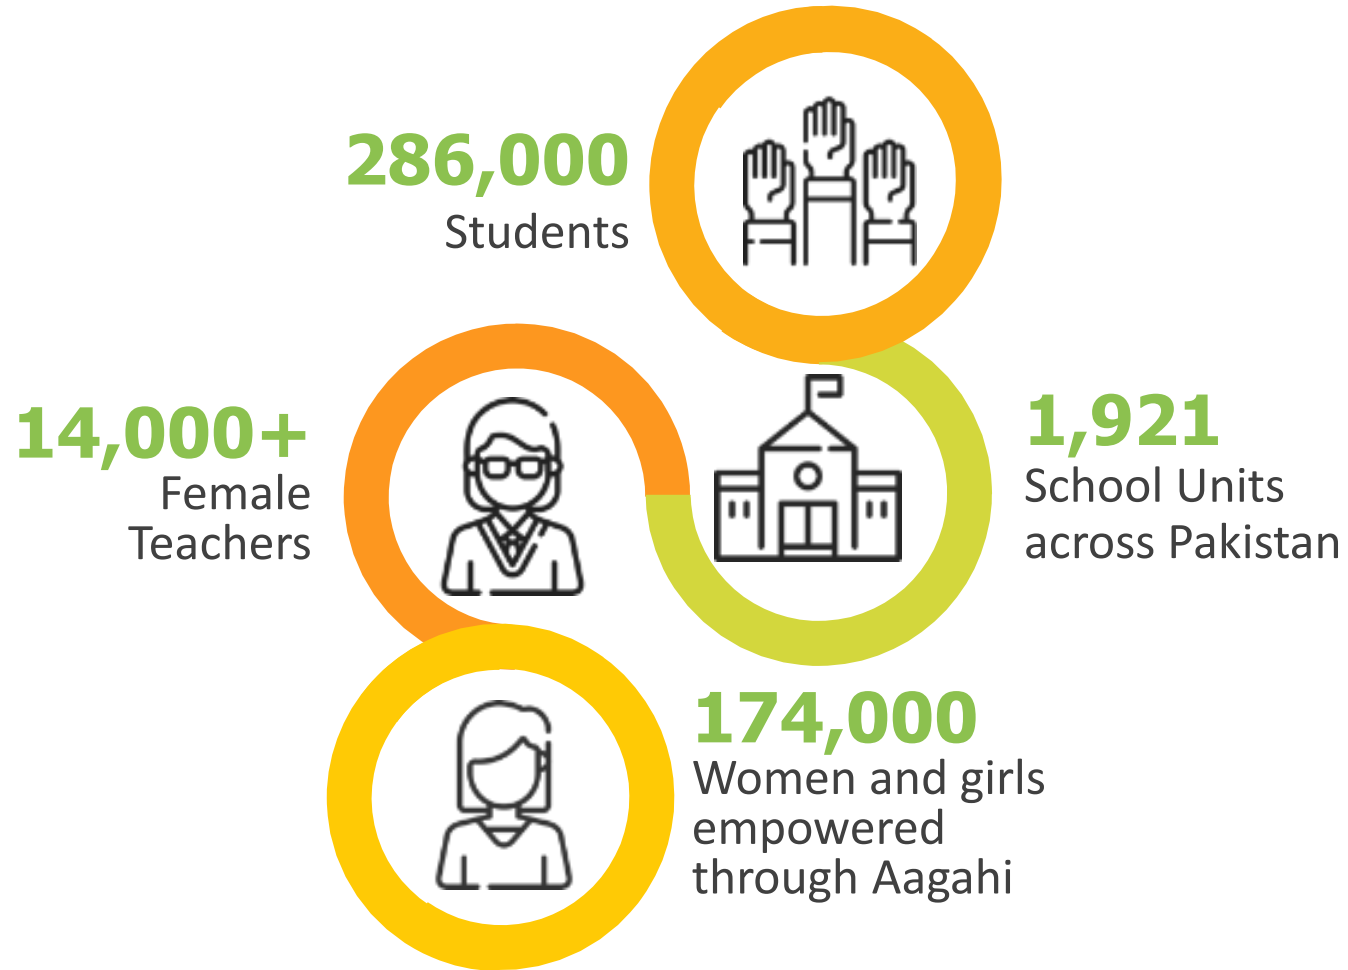 286,000
Students
14,000+
Female
Teachers
1,921
School Units
across Pakistan
174,000
Women and girls
empowered
through Aagahi